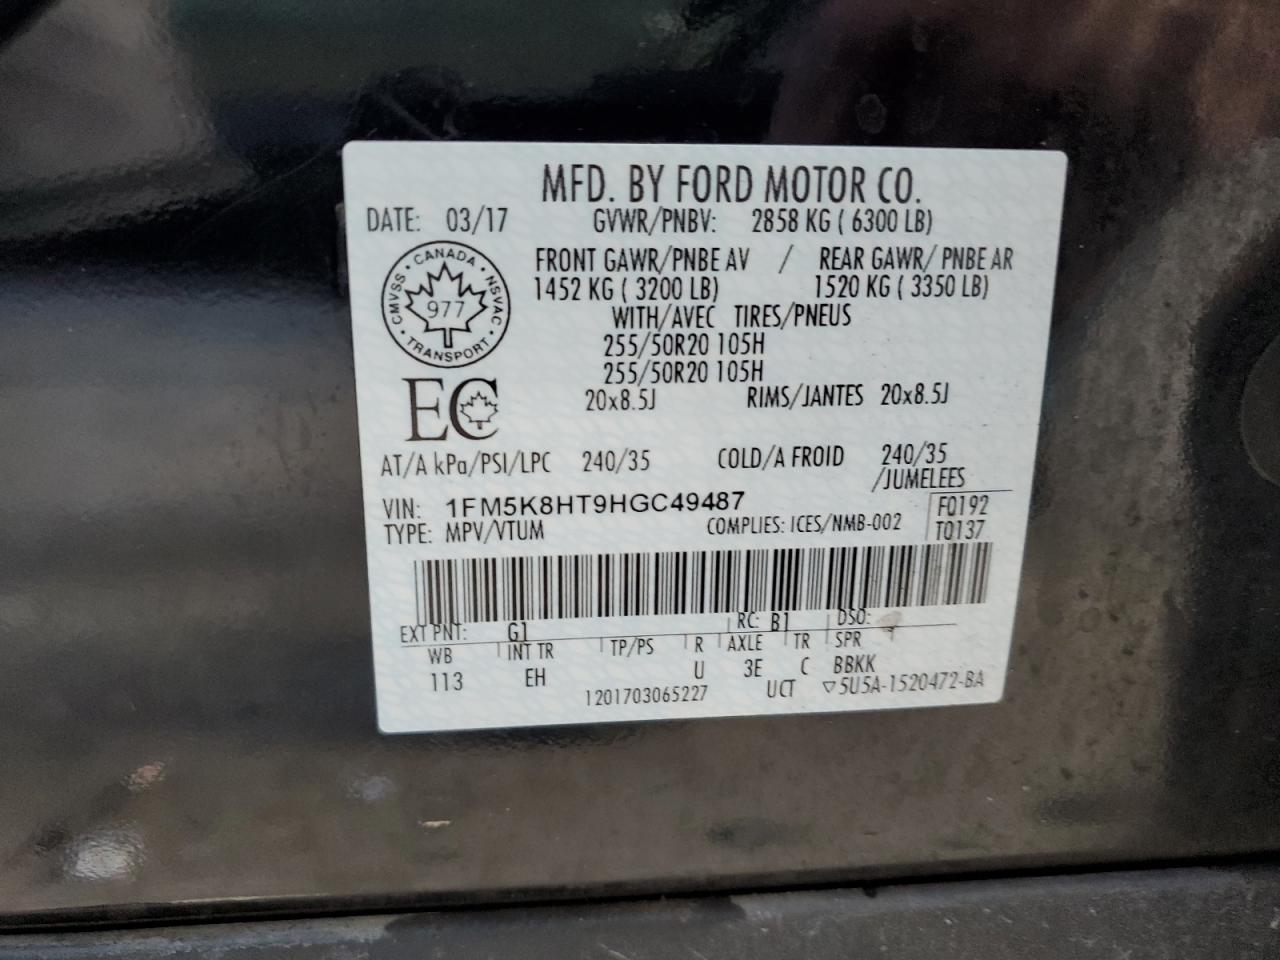 MFD. BY FORD MOTOR CO.
DATE: 03/17 GVWR/PNBV: 2858 KG ( 6300 LB)
FRONT GAWR/PNBE AV / REAR GAWR/ PNBE AR
1452 KG ( 3200 LB) 1520 KG ( 3350 LB)
CANADA · NSVAC · TRANSPORT · CMVSS ·
977
WITH/AVEC TIRES/PNEUS
255/50R20 105H
255/50R20 105H
EC
20x8.5J RIMS/JANTES 20x8.5J
AT/A kPa/PSI/LPC 240/35 COLD/A FROID 240/35
/JUMELEES
VIN: 1FM5K8HT9HGC49487 F0192
TYPE: MPV/VTUM COMPLIES: ICES/NMB-002 T0137
EXT PNT: G1 RC: B1 DSO:
WB INT TR TP/PS R AXLE TR SPR
113 EH U 3E C BBKK
1201703065227 UCT ▽5U5A-1520472-BA